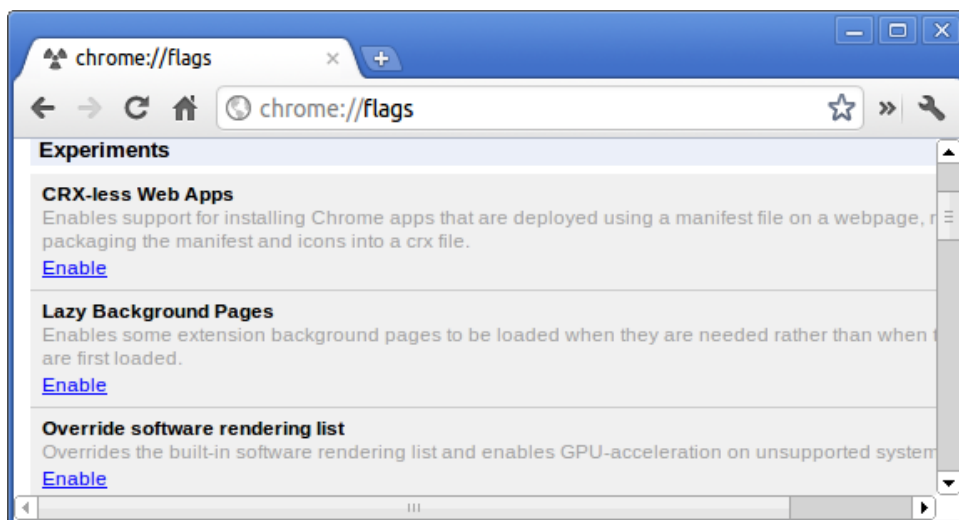 chrome://flags
chrome://flags
Experiments
CRX-less Web Apps
Enables support for installing Chrome apps that are deployed using a manifest file on a webpage,
packaging the manifest and icons into a crx file.
Enable
Lazy Background Pages
Enables some extension background pages to be loaded when they are needed rather than when
are first loaded.
Enable
Override software rendering list
Overrides the built-in software rendering list and enables GPU-acceleration on unsupported system
Enable